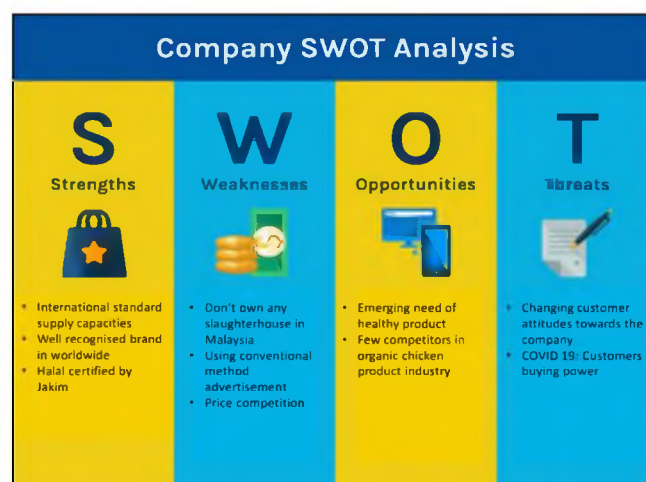 Company SWOT Analysis
S
Strengths
• International standard
supply capacities
• Well recognised brand
in worldwide
• Halal certified by
Jakim
W
Weaknesses
• Don't own any
slaughterhouse in
Malaysia
• Using conventional
method
advertisement
• Price competition
O
Opportunities
• Emerging need of
healthy product
• Few competitors in
organic chicken
product industry
T
Threats
• Changing customer
attitudes towards the
company
• COVID 19: Customers
buying power